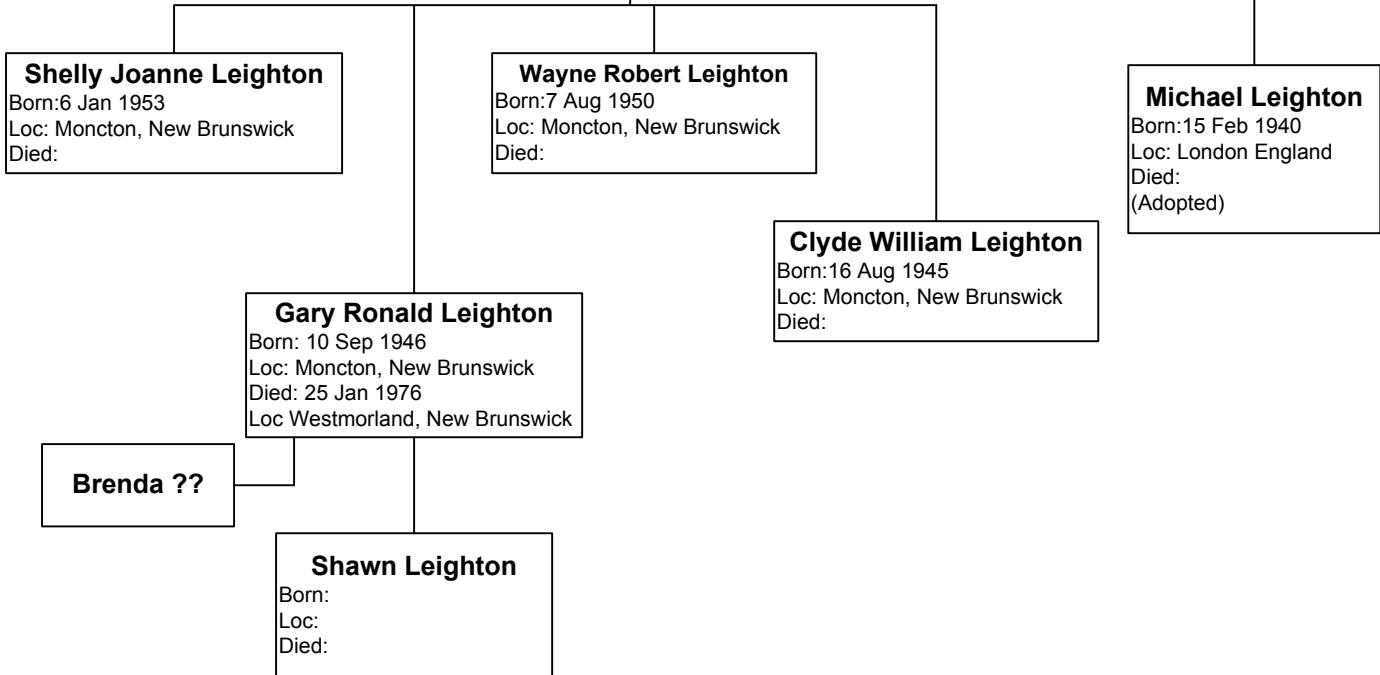 Shelly Joanne Leighton
Born:6 Jan 1953
Loc: Moncton, New Brunswick
Died:
Wayne Robert Leighton
Born:7 Aug 1950
Loc: Moncton, New Brunswick
Died:
Michael Leighton
Born:15 Feb 1940
Loc: London England
Died:
(Adopted)
Clyde William Leighton
Born:16 Aug 1945
Loc: Moncton, New Brunswick
Died:
Gary Ronald Leighton
Born: 10 Sep 1946
Loc: Moncton, New Brunswick
Died: 25 Jan 1976
Loc Westmorland, New Brunswick
Brenda ??
Shawn Leighton
Born:
Loc:
Died: